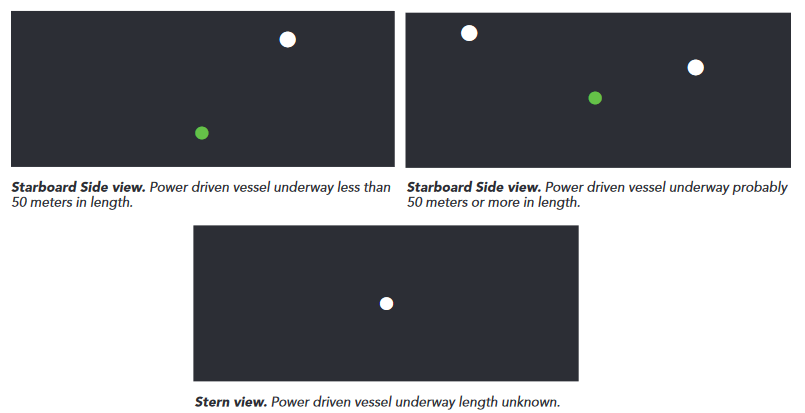 Starboard Side view. Power driven vessel underway less than
50 meters in length.
Starboard Side view. Power driven vessel underway probably
50 meters or more in length.
Stern view. Power driven vessel underway length unknown.